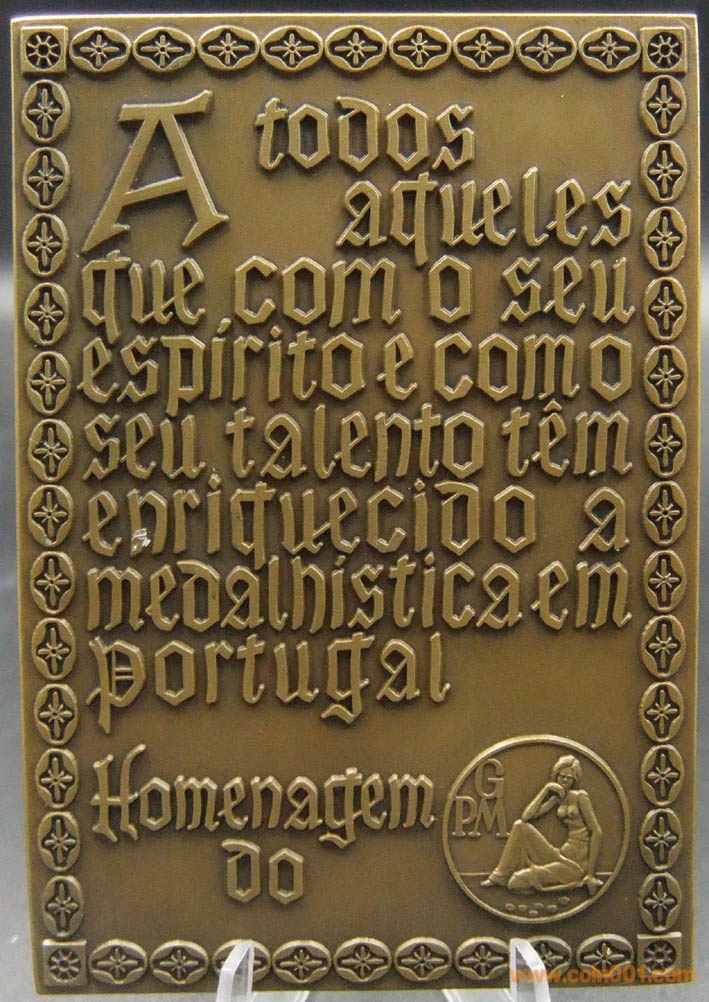 A todos
aqueles
que com o seu
espírito e como
seu talento têm
enriquecido a
medalhística em
portugal
Homenagem
do
G
PM
www.coin001.com